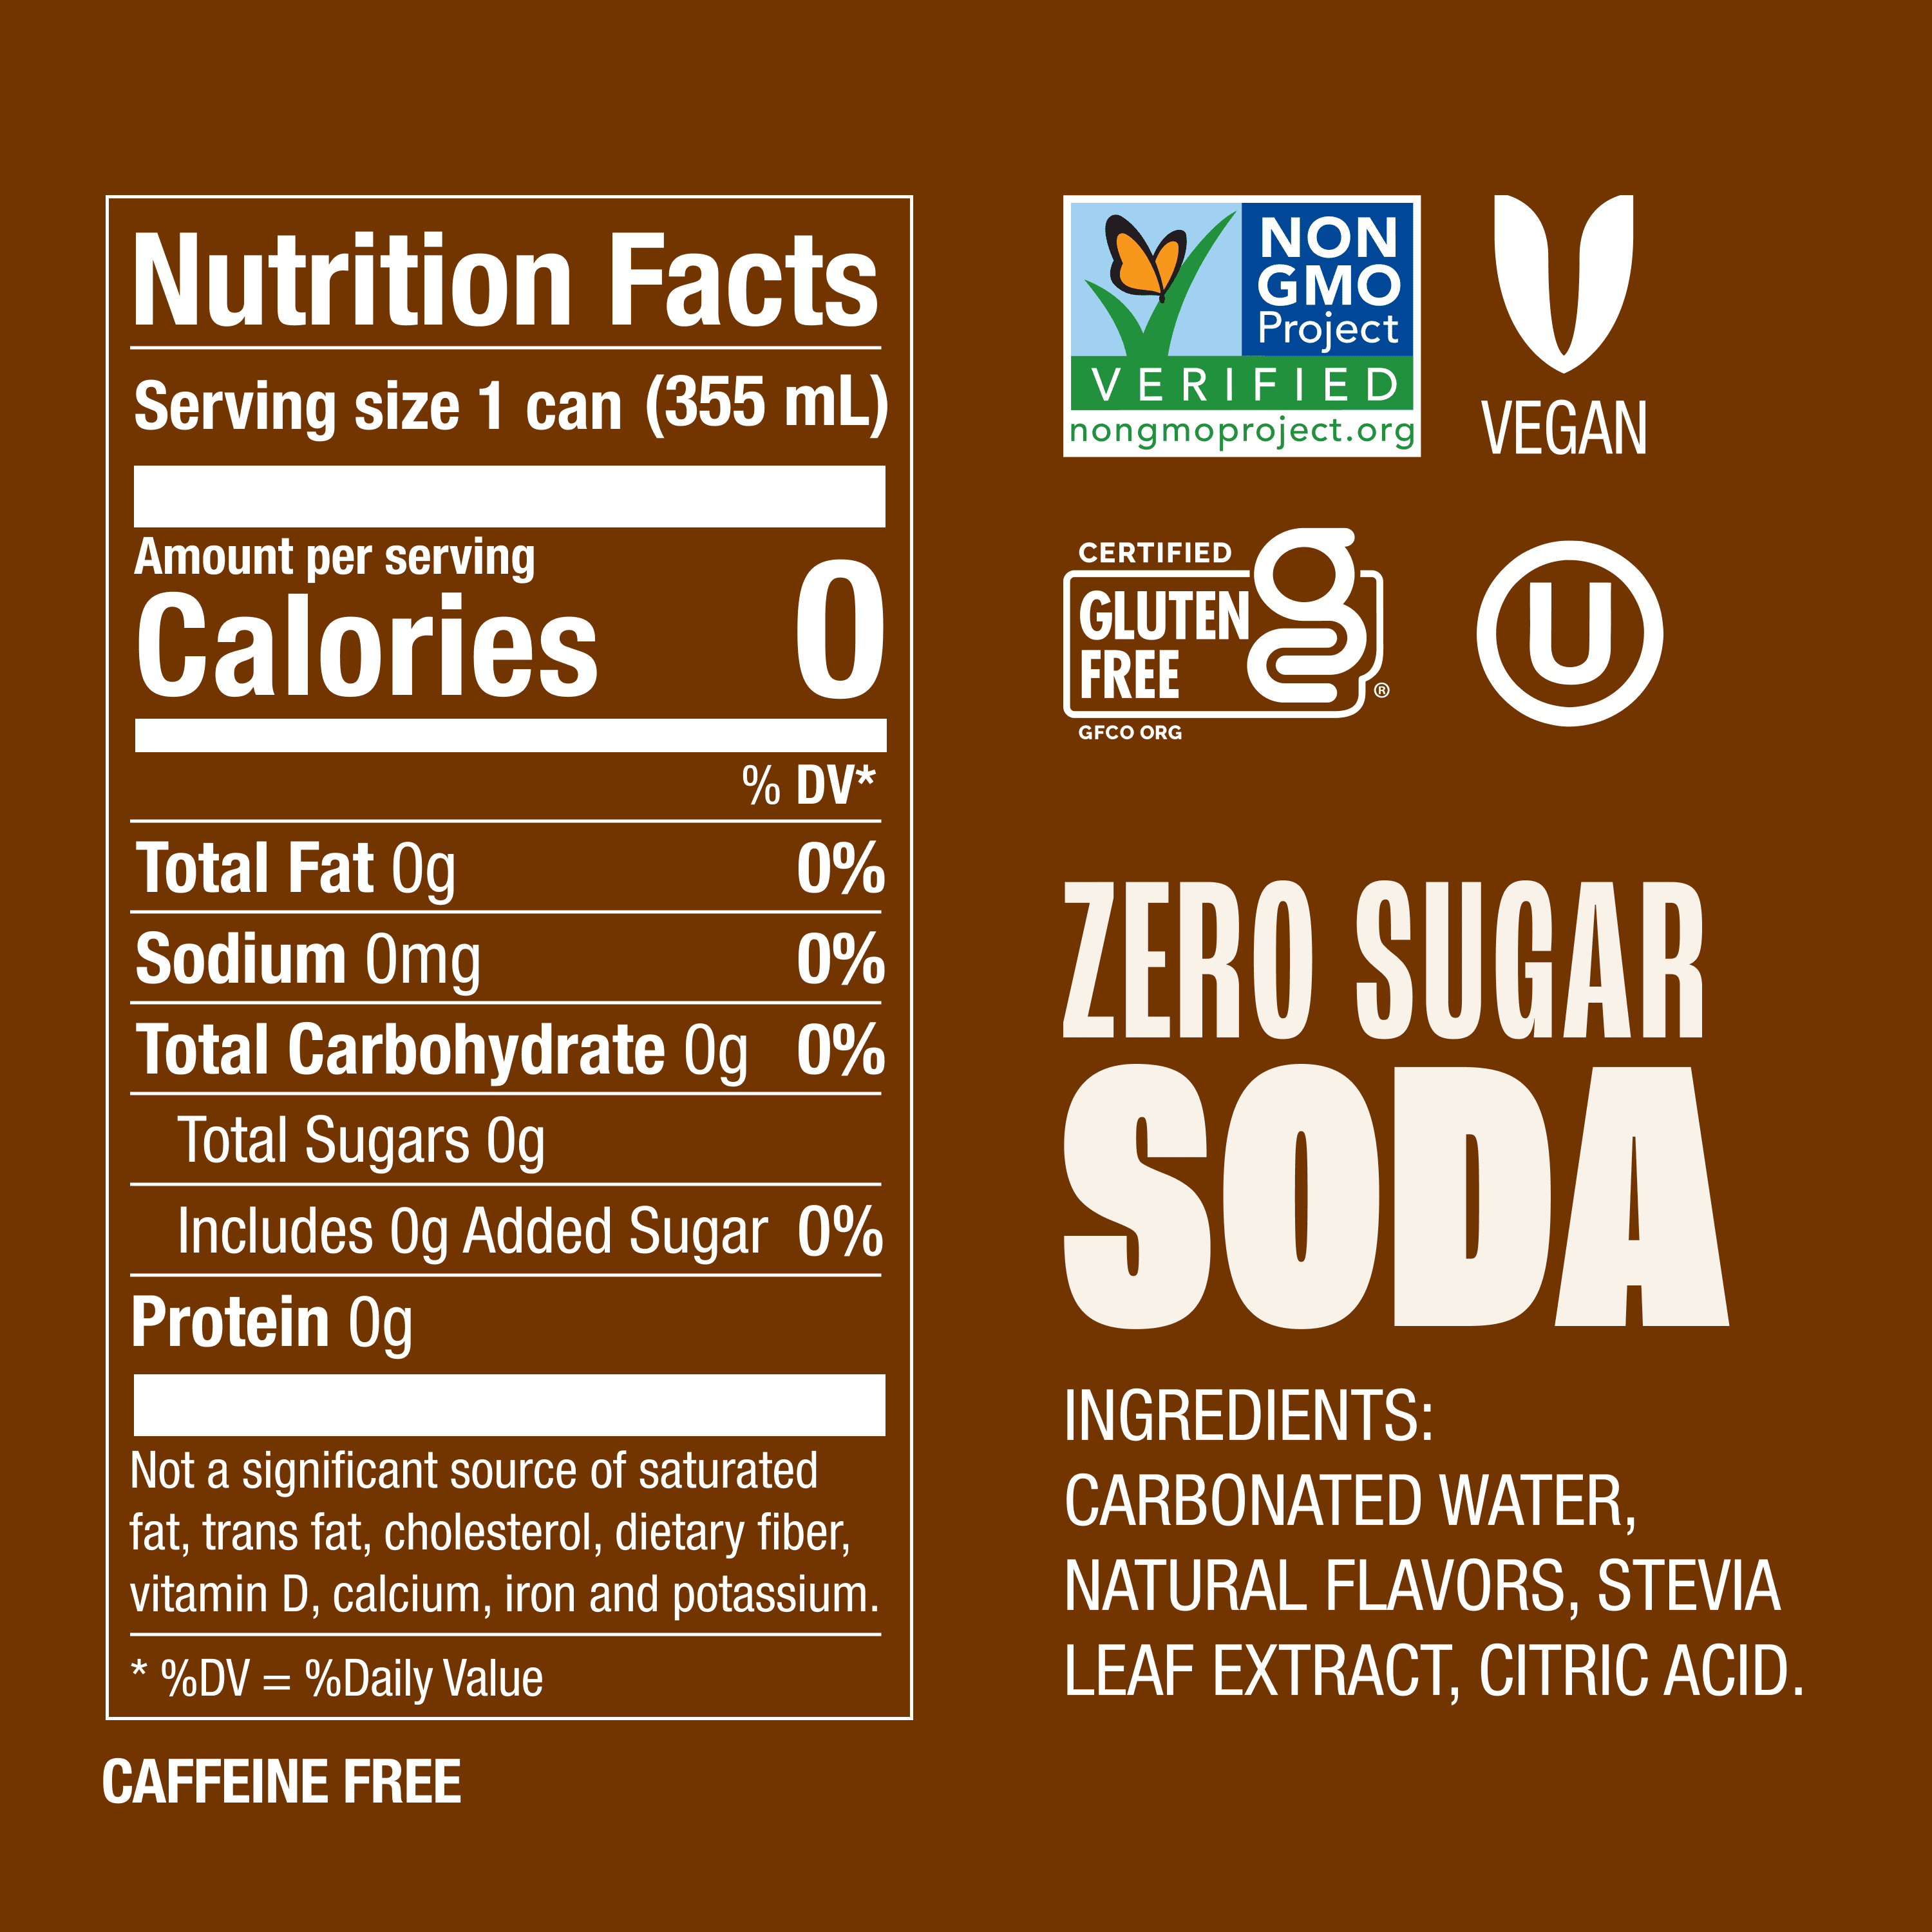 Nutrition Facts
Serving size 1 can (355 mL)
Amount per serving
Calories 0
% DV*
Total Fat 0g 0%
Sodium 0mg 0%
Total Carbohydrate 0g 0%
Total Sugars 0g
Includes 0g Added Sugar 0%
Protein 0g
Not a significant source of saturated
fat, trans fat, cholesterol, dietary fiber,
vitamin D, calcium, iron and potassium.
* %DV = %Daily Value
CAFFEINE FREE
NON
GMO
Project
VERIFIED
nongmoproject.org
VEGAN
CERTIFIED
GLUTEN
FREE
g
®
GFCO ORG
U
ZERO SUGAR
SODA
INGREDIENTS:
CARBONATED WATER,
NATURAL FLAVORS, STEVIA
LEAF EXTRACT, CITRIC ACID.